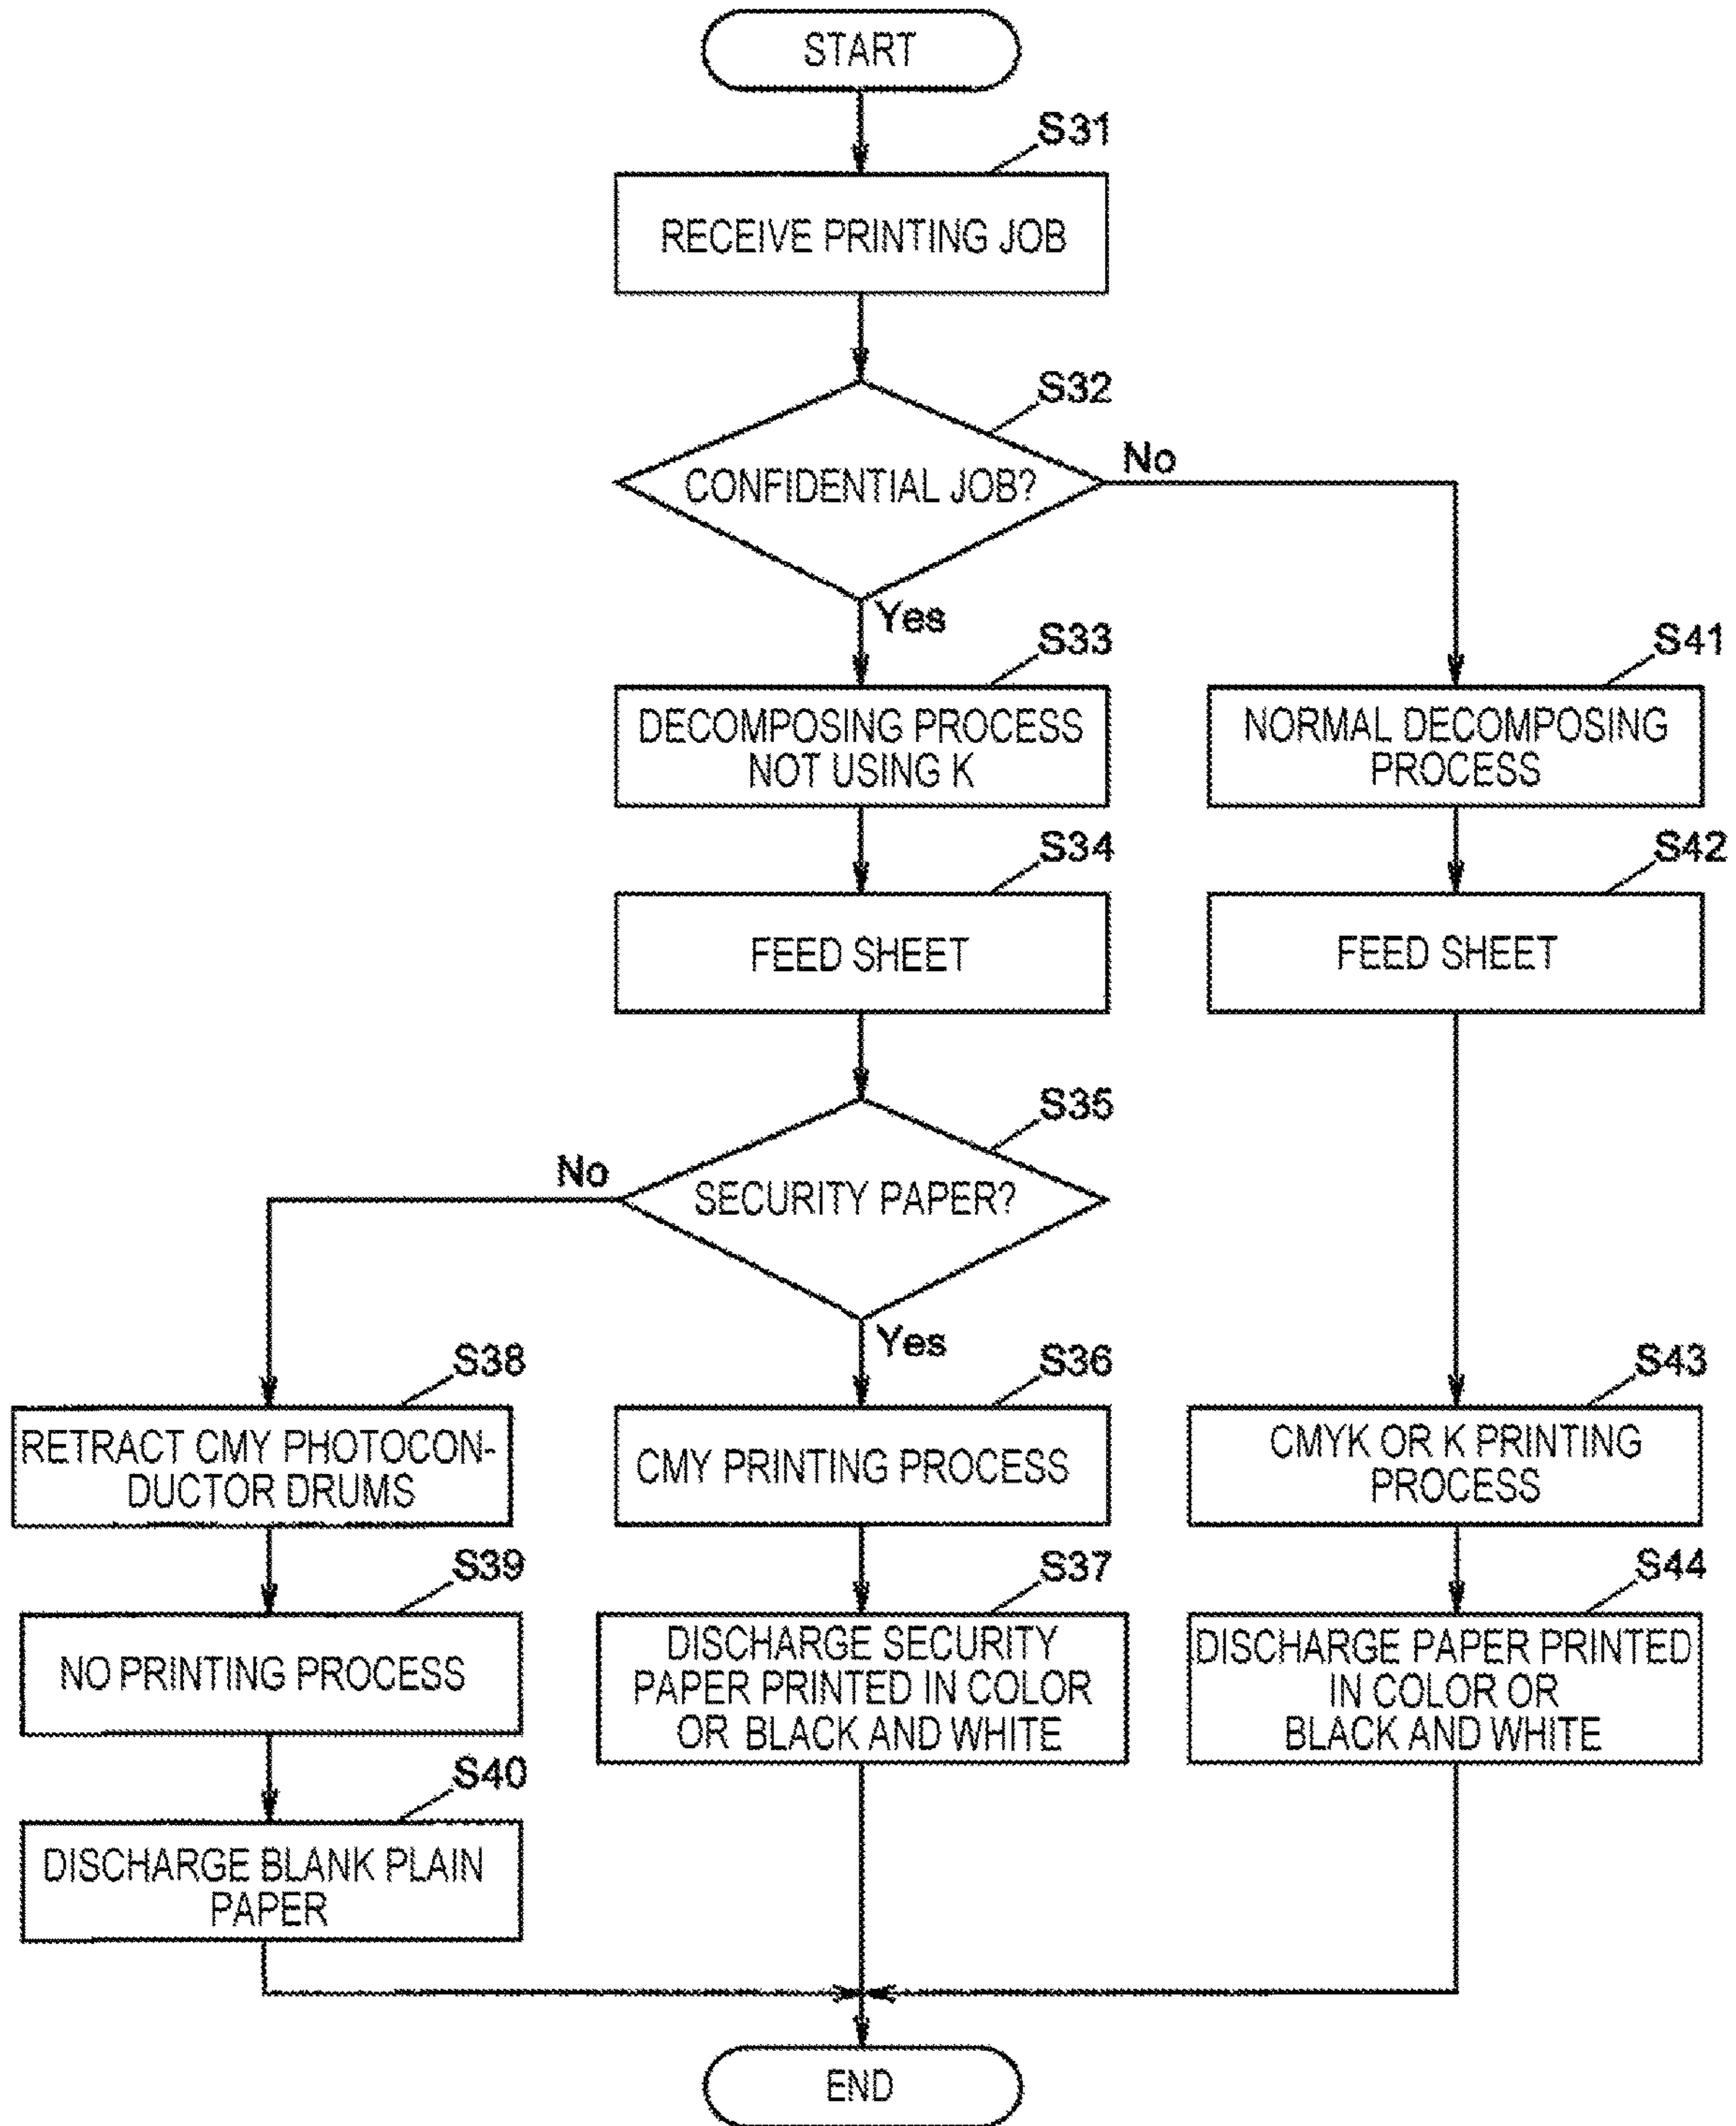 START
S31
RECEIVE PRINTING JOB
S32
CONFIDENTIAL JOB?
No
Yes
S33
DECOMPOSING PROCESS
NOT USING K
S41
NORMAL DECOMPOSING
PROCESS
S34
FEED SHEET
S42
FEED SHEET
S35
SECURITY PAPER?
No
Yes
S38
RETRACT CMY PHOTOCON-
DUCTOR DRUMS
S36
CMY PRINTING PROCESS
S43
CMYK OR K PRINTING
PROCESS
S39
NO PRINTING PROCESS
S37
DISCHARGE SECURITY
PAPER PRINTED IN COLOR
OR BLACK AND WHITE
S44
DISCHARGE PAPER PRINTED
IN COLOR OR
BLACK AND WHITE
S40
DISCHARGE BLANK PLAIN
PAPER
END